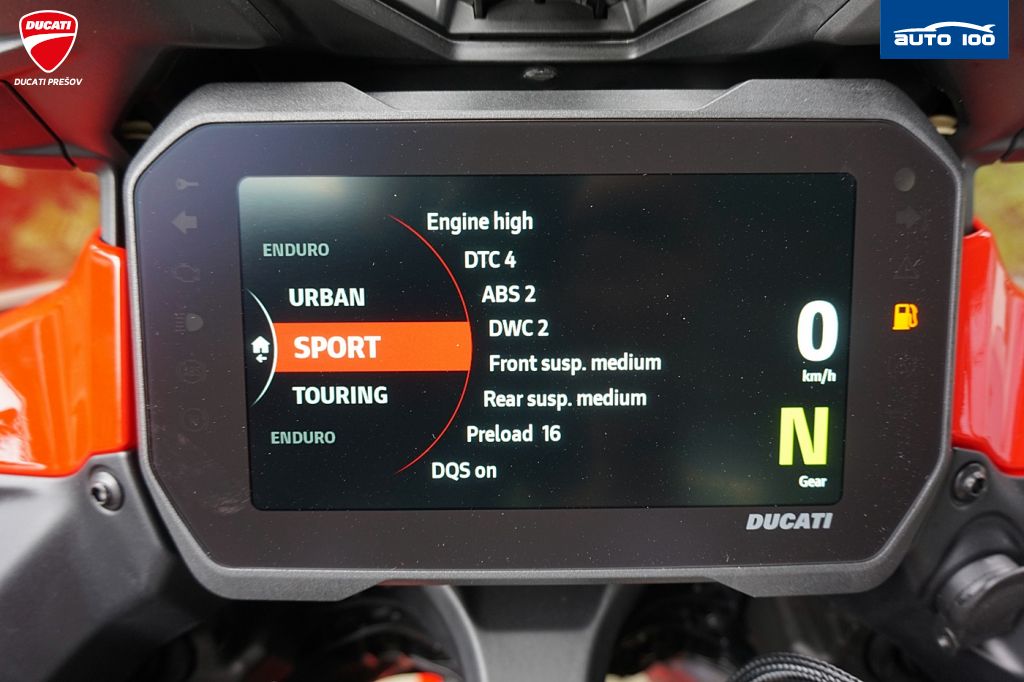 DUCATI
DUCATI PREŠOV
AUTO 100
ENDURO
URBAN
SPORT
TOURING
ENDURO
Engine high
DTC 4
ABS 2
DWC 2
Front susp. medium
Rear susp. medium
Preload 16
DQS on
0
km/h
N
Gear
DUCATI